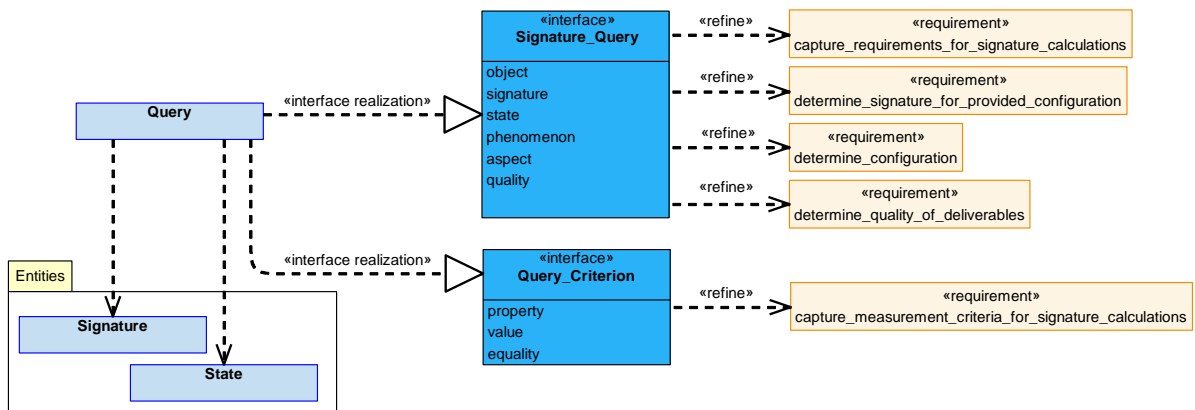 «interface»
Signature_Query
object
signature
state
phenomenon
aspect
quality
«refine»
«requirement»
capture_requirements_for_signature_calculations
«refine»
«requirement»
determine_signature_for_provided_configuration
«refine»
«requirement»
determine_configuration
«refine»
«requirement»
determine_quality_of_deliverables
Query
«interface realization»
«interface realization»
«interface»
Query_Criterion
property
value
equality
«refine»
«requirement»
capture_measurement_criteria_for_signature_calculations
Entities
Signature
State